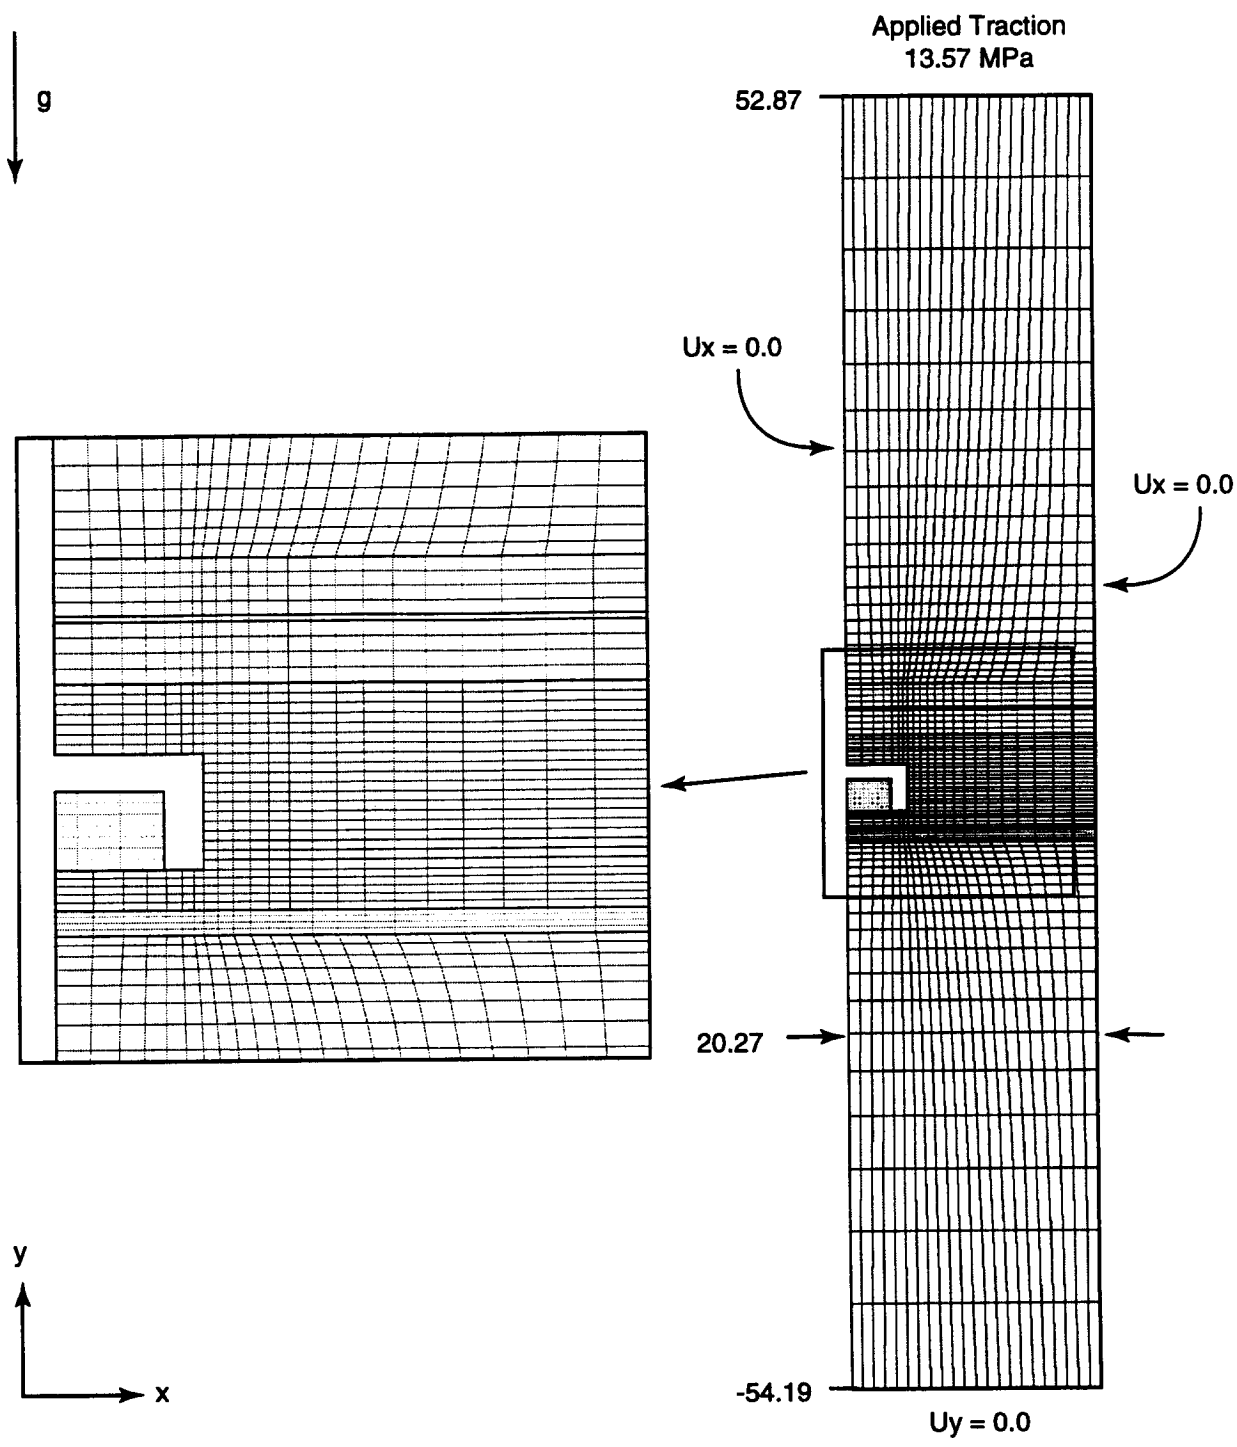 Applied Traction
13.57 MPa
g
52.87
Ux = 0.0
Ux = 0.0
20.27
y
x
-54.19
Uy = 0.0